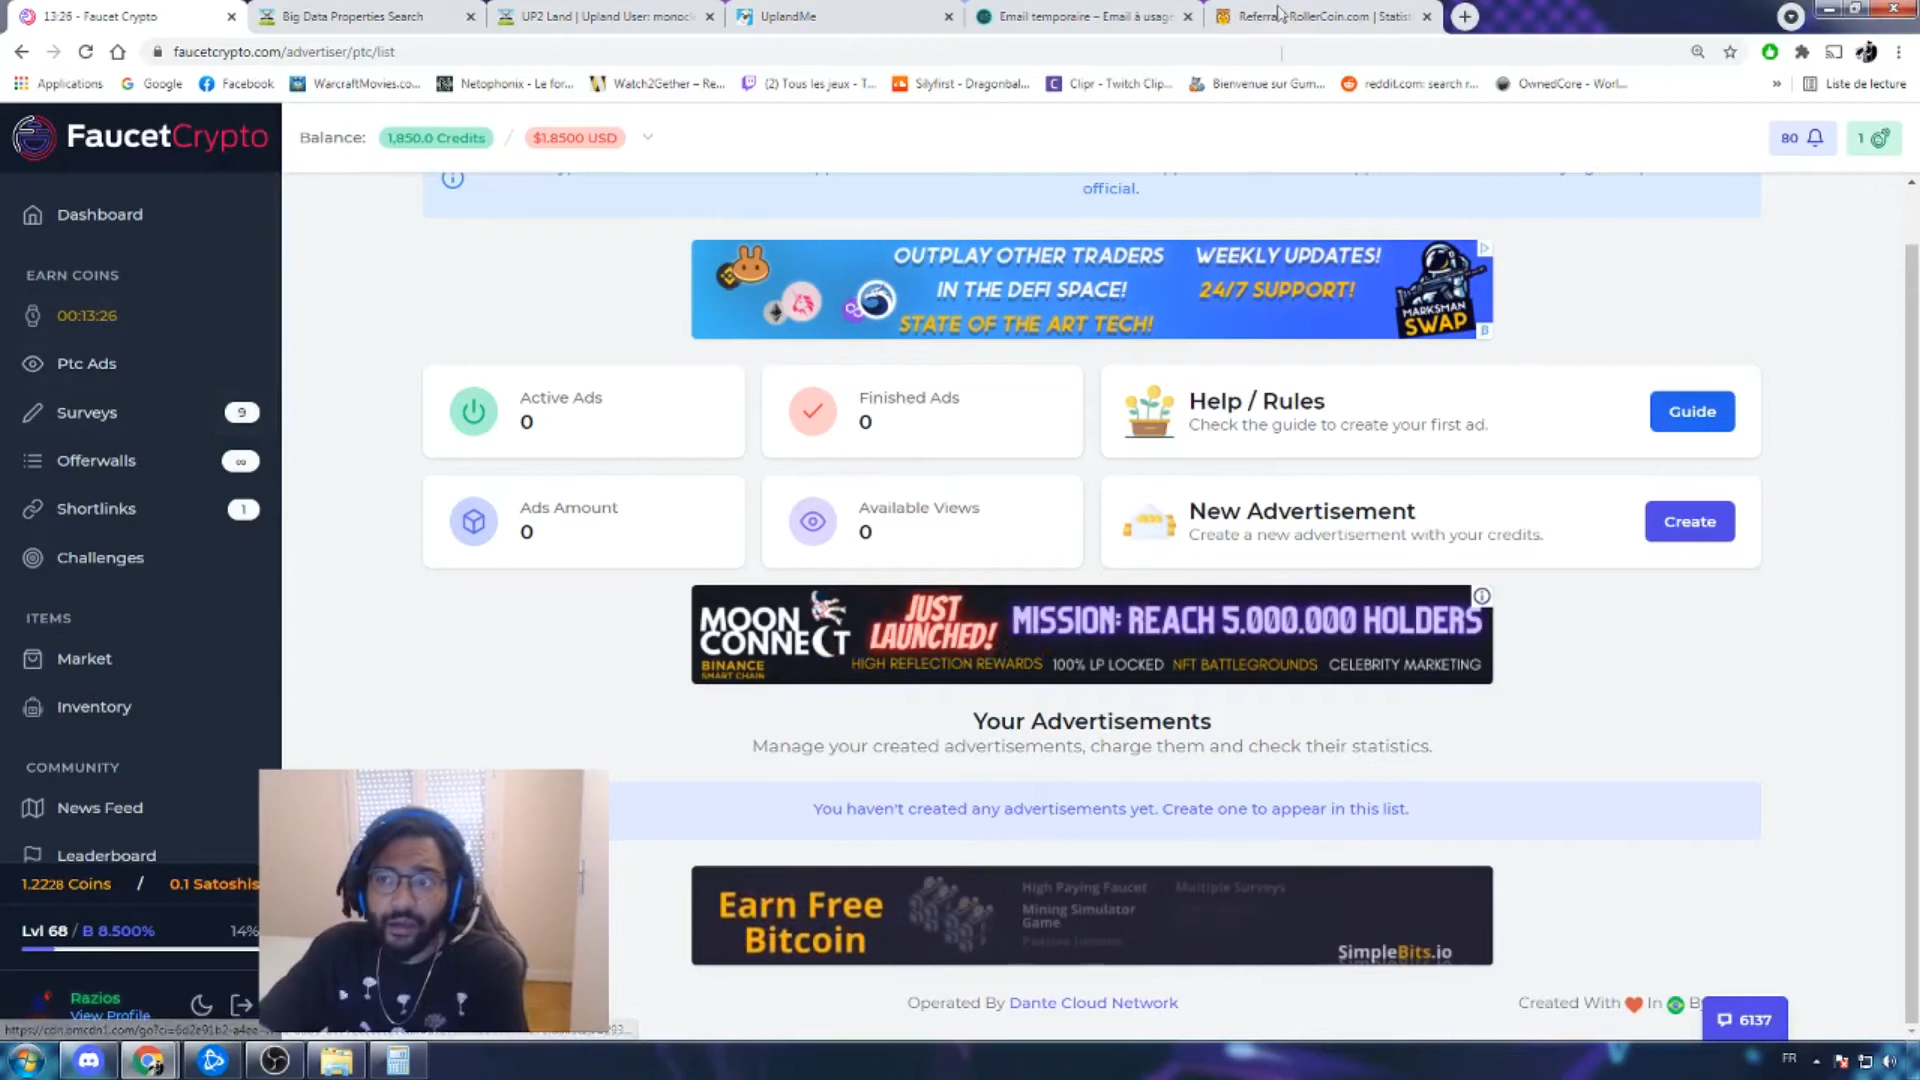 13:26 - Faucet Crypto
Big Data Properties Search
UP2 Land | Upland User: monoc
UplandMe
Email temporaire – Email à usag
Referral RollerCoin.com | Statist
faucetcrypto.com/advertiser/ptc/list
Applications
Google
Facebook
WarcraftMovies.co...
Netophonix - Le for...
Watch2Gether – Re...
(2) Tous les jeux - T...
Silyfirst - Dragonbal...
Clipr - Twitch Clip...
Bienvenue sur Gum...
reddit.com: search r...
OwnedCore - Worl...
»
Liste de lecture
FaucetCrypto
Balance:
1,850.0 Credits
/
$1.8500 USD
80
1
official.
Dashboard
EARN COINS
00:13:26
Ptc Ads
Surveys
9
Offerwalls
∞
Shortlinks
1
Challenges
ITEMS
Market
Inventory
COMMUNITY
News Feed
Leaderboard
1.2228 Coins / 0.1 Satoshis
Lvl 68 / B 8.500%
14%
Razios
View Profile
OUTPLAY OTHER TRADERS
IN THE DEFI SPACE!
STATE OF THE ART TECH!
WEEKLY UPDATES!
24/7 SUPPORT!
MARKSMAN
SWAP
Active Ads
0
Finished Ads
0
Help / Rules
Check the guide to create your first ad.
Guide
Ads Amount
0
Available Views
0
New Advertisement
Create a new advertisement with your credits.
Create
MOON
CONNECT
BINANCE
SMART CHAIN
JUST
LAUNCHED!
MISSION: REACH 5.000.000 HOLDERS
HIGH REFLECTION REWARDS
100% LP LOCKED
NFT BATTLEGROUNDS
CELEBRITY MARKETING
Your Advertisements
Manage your created advertisements, charge them and check their statistics.
You haven't created any advertisements yet. Create one to appear in this list.
Earn Free
Bitcoin
High Paying Faucet
Mining Simulator
Game
Multiple Surveys
SimpleBits.io
Operated By Dante Cloud Network
Created With
In
B
6137
FR